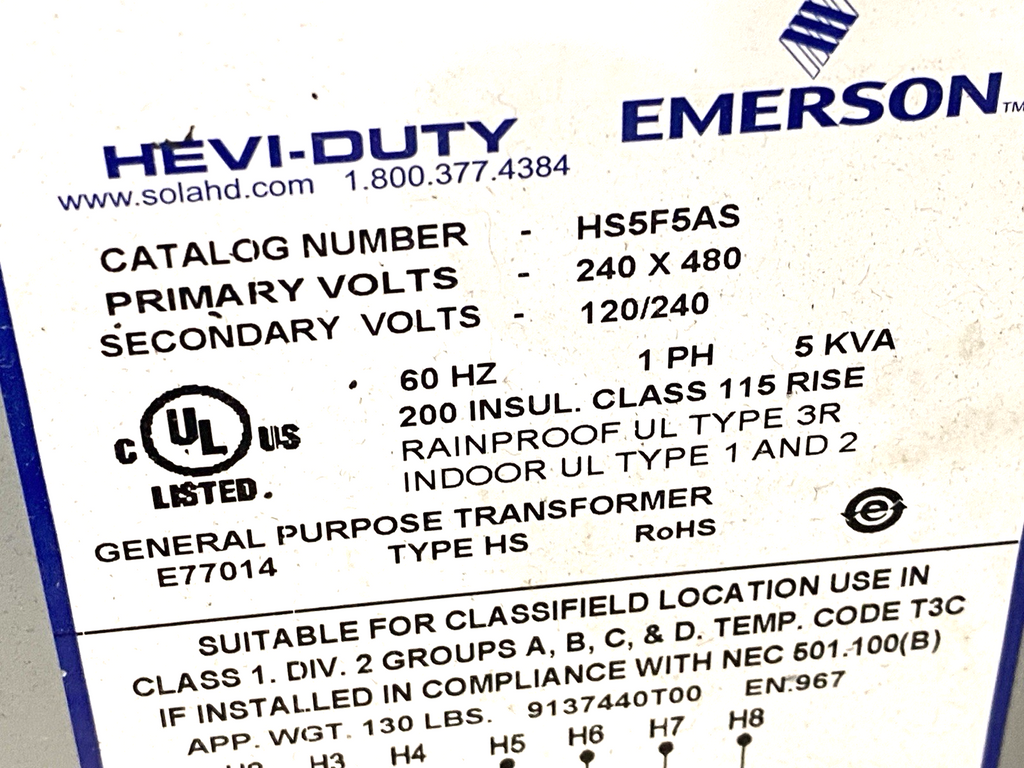 EMERSON™
HEVI-DUTY
www.solahd.com 1.800.377.4384
CATALOG NUMBER - HS5F5AS
PRIMARY VOLTS - 240 X 480
SECONDARY VOLTS - 120/240
60 HZ 1 PH 5 KVA
200 INSUL. CLASS 115 RISE
RAINPROOF UL TYPE 3R
INDOOR UL TYPE 1 AND 2
C UL US
LISTED.
GENERAL PURPOSE TRANSFORMER
E77014 TYPE HS RoHS
e
SUITABLE FOR CLASSIFIELD LOCATION USE IN
CLASS 1. DIV. 2 GROUPS A, B, C, & D. TEMP. CODE T3C
IF INSTALLED IN COMPLIANCE WITH NEC 501.100(B)
APP. WGT. 130 LBS. 9137440T00 EN:967
H3 H4 H5 H6 H7 H8